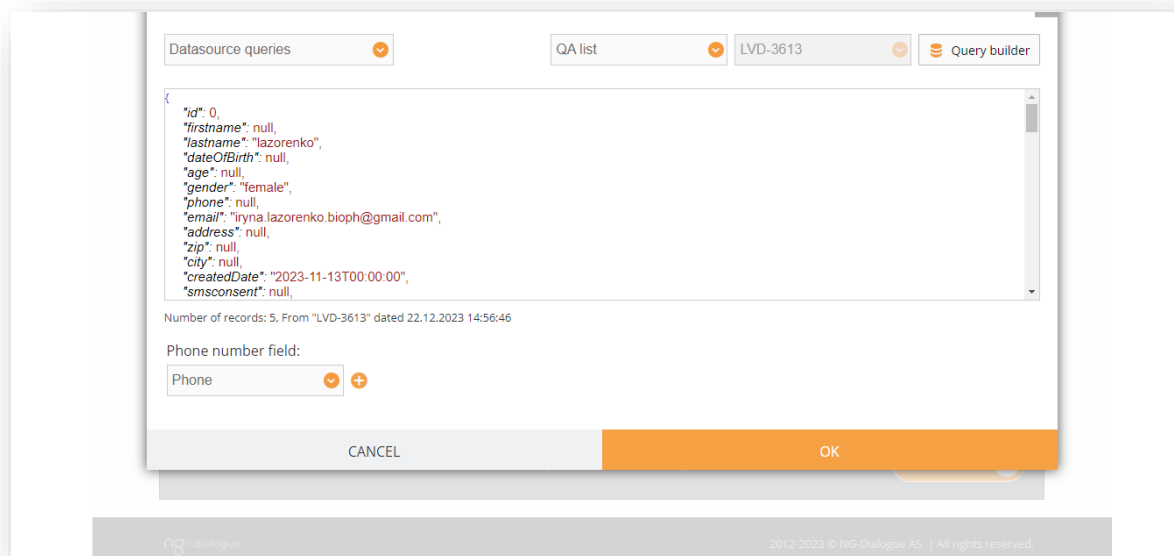 Datasource queries QA list LVD-3613 Query builder
{
"id": 0,
"firstname": null,
"lastname": "lazorenko",
"dateOfBirth": null,
"age": null,
"gender": "female",
"phone": null,
"email": "iryna.lazorenko.bioph@gmail.com",
"address": null,
"zip": null,
"city": null,
"createdDate": "2023-11-13T00:00:00",
"smsconsent": null,
Number of records: 5, From "LVD-3613" dated 22.12.2023 14:56:46
Phone number field:
Phone
CANCEL OK
ng//dialogue 2012-2023 © NG-Dialogue AS | All rights reserved.